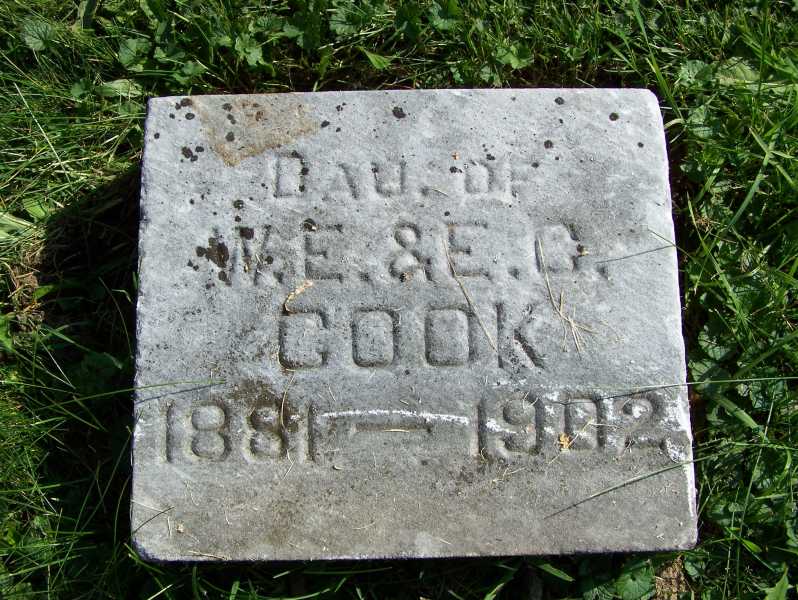 DAU. OF
W.E. & E.C.
COOK
1881 — 1902